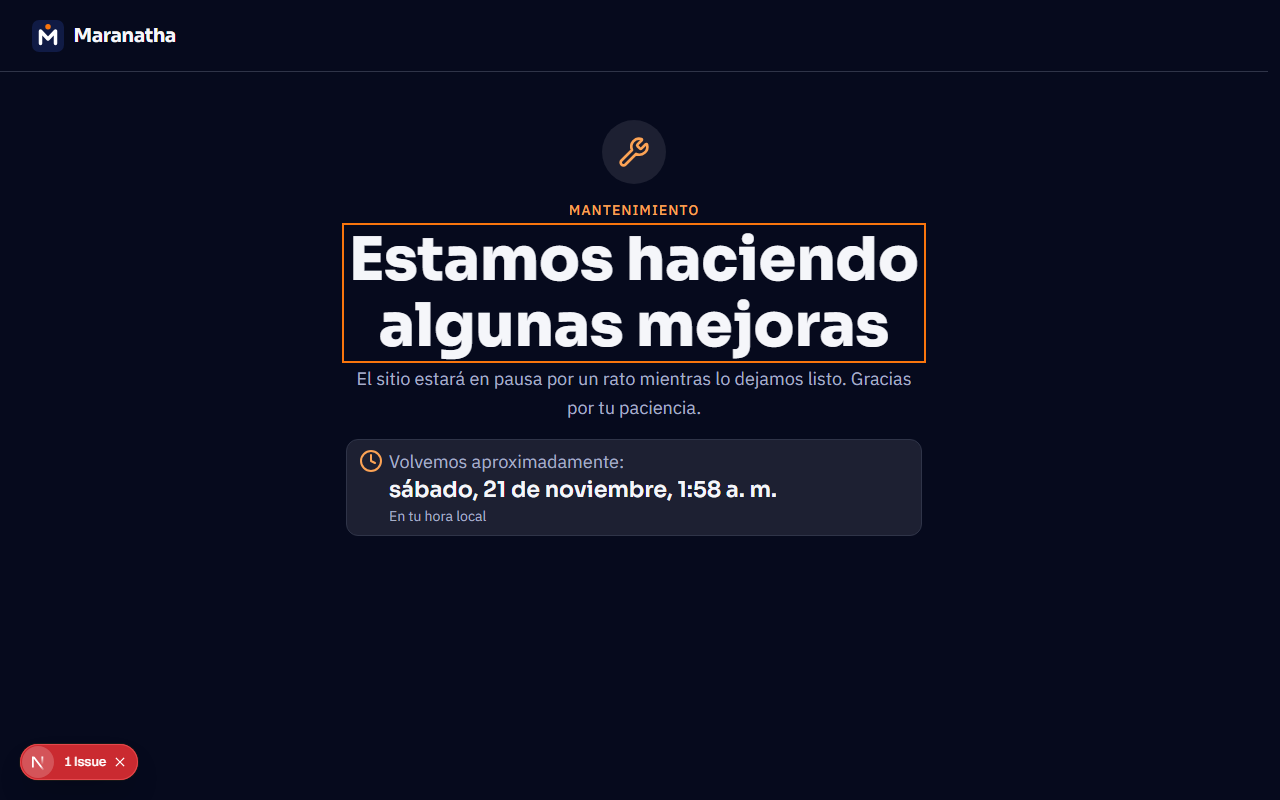 Maranatha
MANTENIMIENTO
Estamos haciendo
algunas mejoras
El sitio estará en pausa por un rato mientras lo dejamos listo. Gracias
por tu paciencia.
Volvemos aproximadamente:
sábado, 21 de noviembre, 1:58 a. m.
En tu hora local
1 Issue